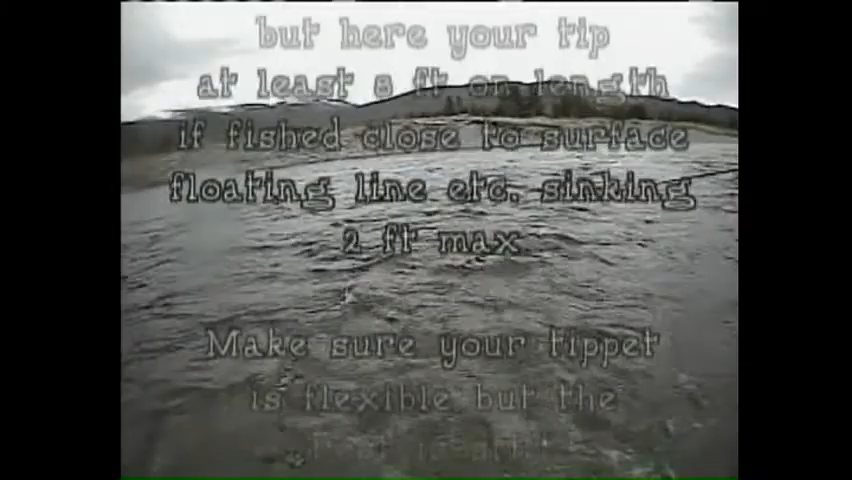 but here your tip
at least 8 ft on length
if fished close to surface
floating line etc. sinking
2 ft max
Make sure your tippet
is flexible but the